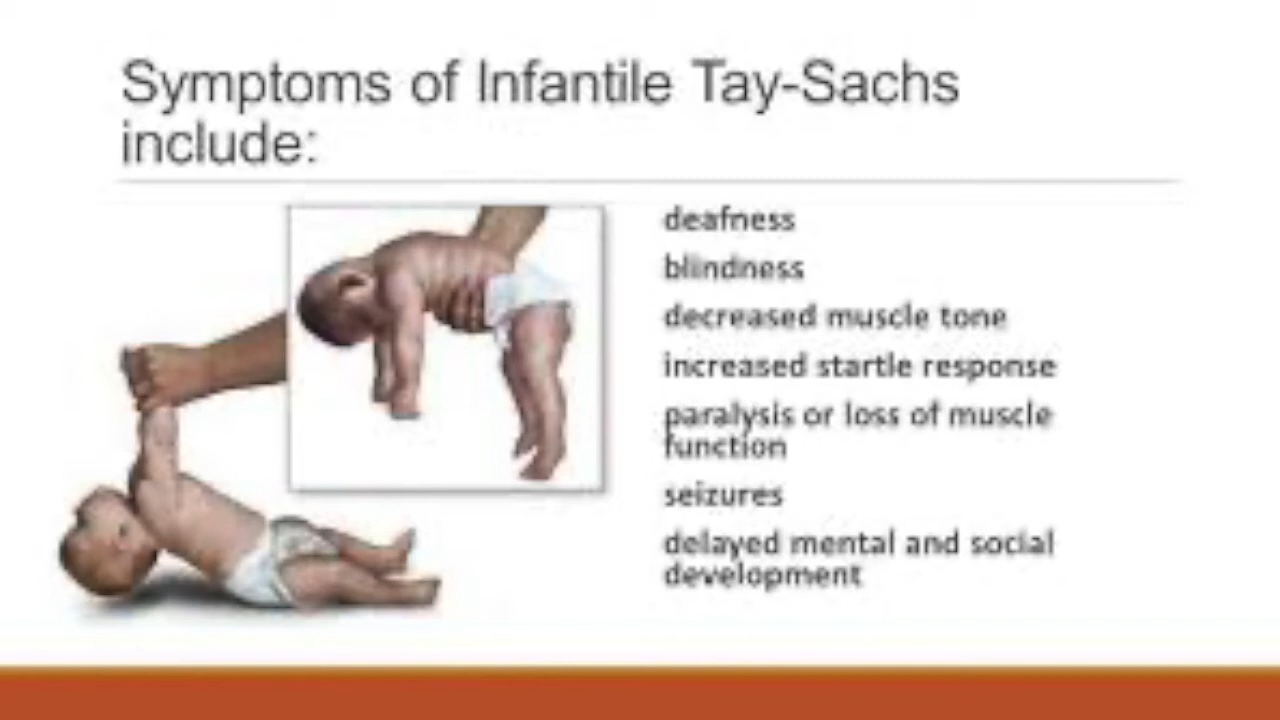 Symptoms of Infantile Tay-Sachs
include:
deafness
blindness
decreased muscle tone
increased startle response
paralysis or loss of muscle
function
seizures
delayed mental and social
development